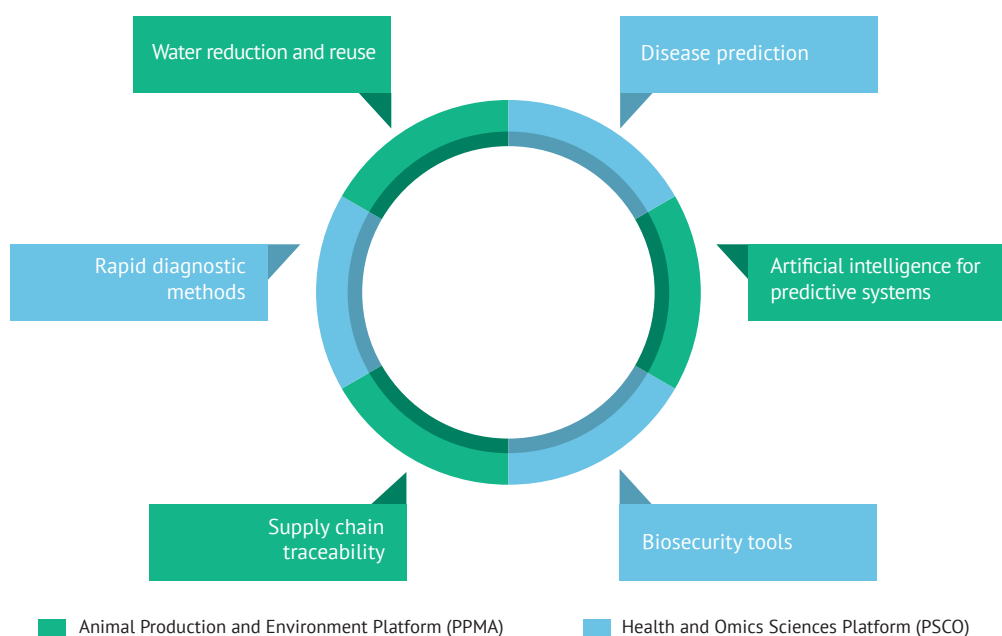 Water reduction and reuse
Disease prediction
Rapid diagnostic
methods
Artificial intelligence for
predictive systems
Supply chain
traceability
Biosecurity tools
Animal Production and Environment Platform (PPMA)
Health and Omics Sciences Platform (PSCO)